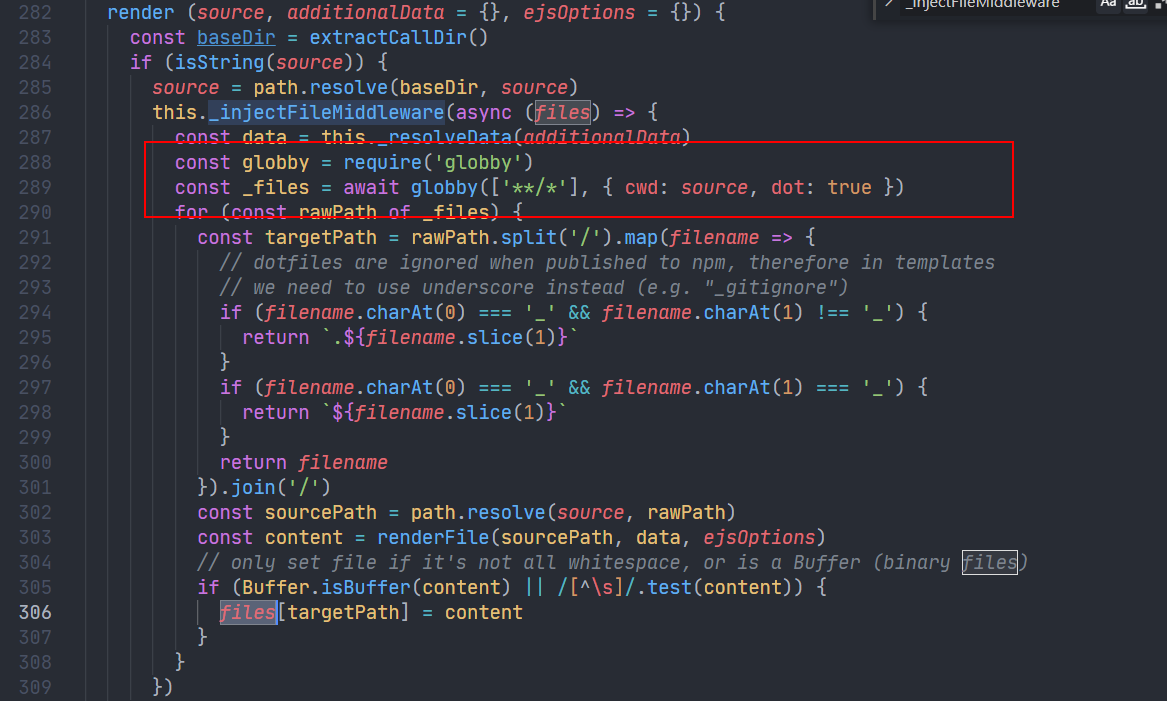 _injectFileMiddleware Aa ab
282 render (source, additionalData = {}, ejsOptions = {}) {
283 const baseDir = extractCallDir()
284 if (isString(source)) {
285 source = path.resolve(baseDir, source)
286 this._injectFileMiddleware(async (files) => {
287 const data = this._resolveData(additionalData)
288 const globby = require('globby')
289 const _files = await globby(['**/*'], { cwd: source, dot: true })
290 for (const rawPath of _files) {
291 const targetPath = rawPath.split('/').map(filename => {
292 // dotfiles are ignored when published to npm, therefore in templates
293 // we need to use underscore instead (e.g. "_gitignore")
294 if (filename.charAt(0) === '_' && filename.charAt(1) !== '_') {
295 return `.${filename.slice(1)}`
296 }
297 if (filename.charAt(0) === '_' && filename.charAt(1) === '_') {
298 return `${filename.slice(1)}`
299 }
300 return filename
301 }).join('/')
302 const sourcePath = path.resolve(source, rawPath)
303 const content = renderFile(sourcePath, data, ejsOptions)
304 // only set file if it's not all whitespace, or is a Buffer (binary files)
305 if (Buffer.isBuffer(content) || /[^\s]/.test(content)) {
306 files[targetPath] = content
307 }
308 }
309 })